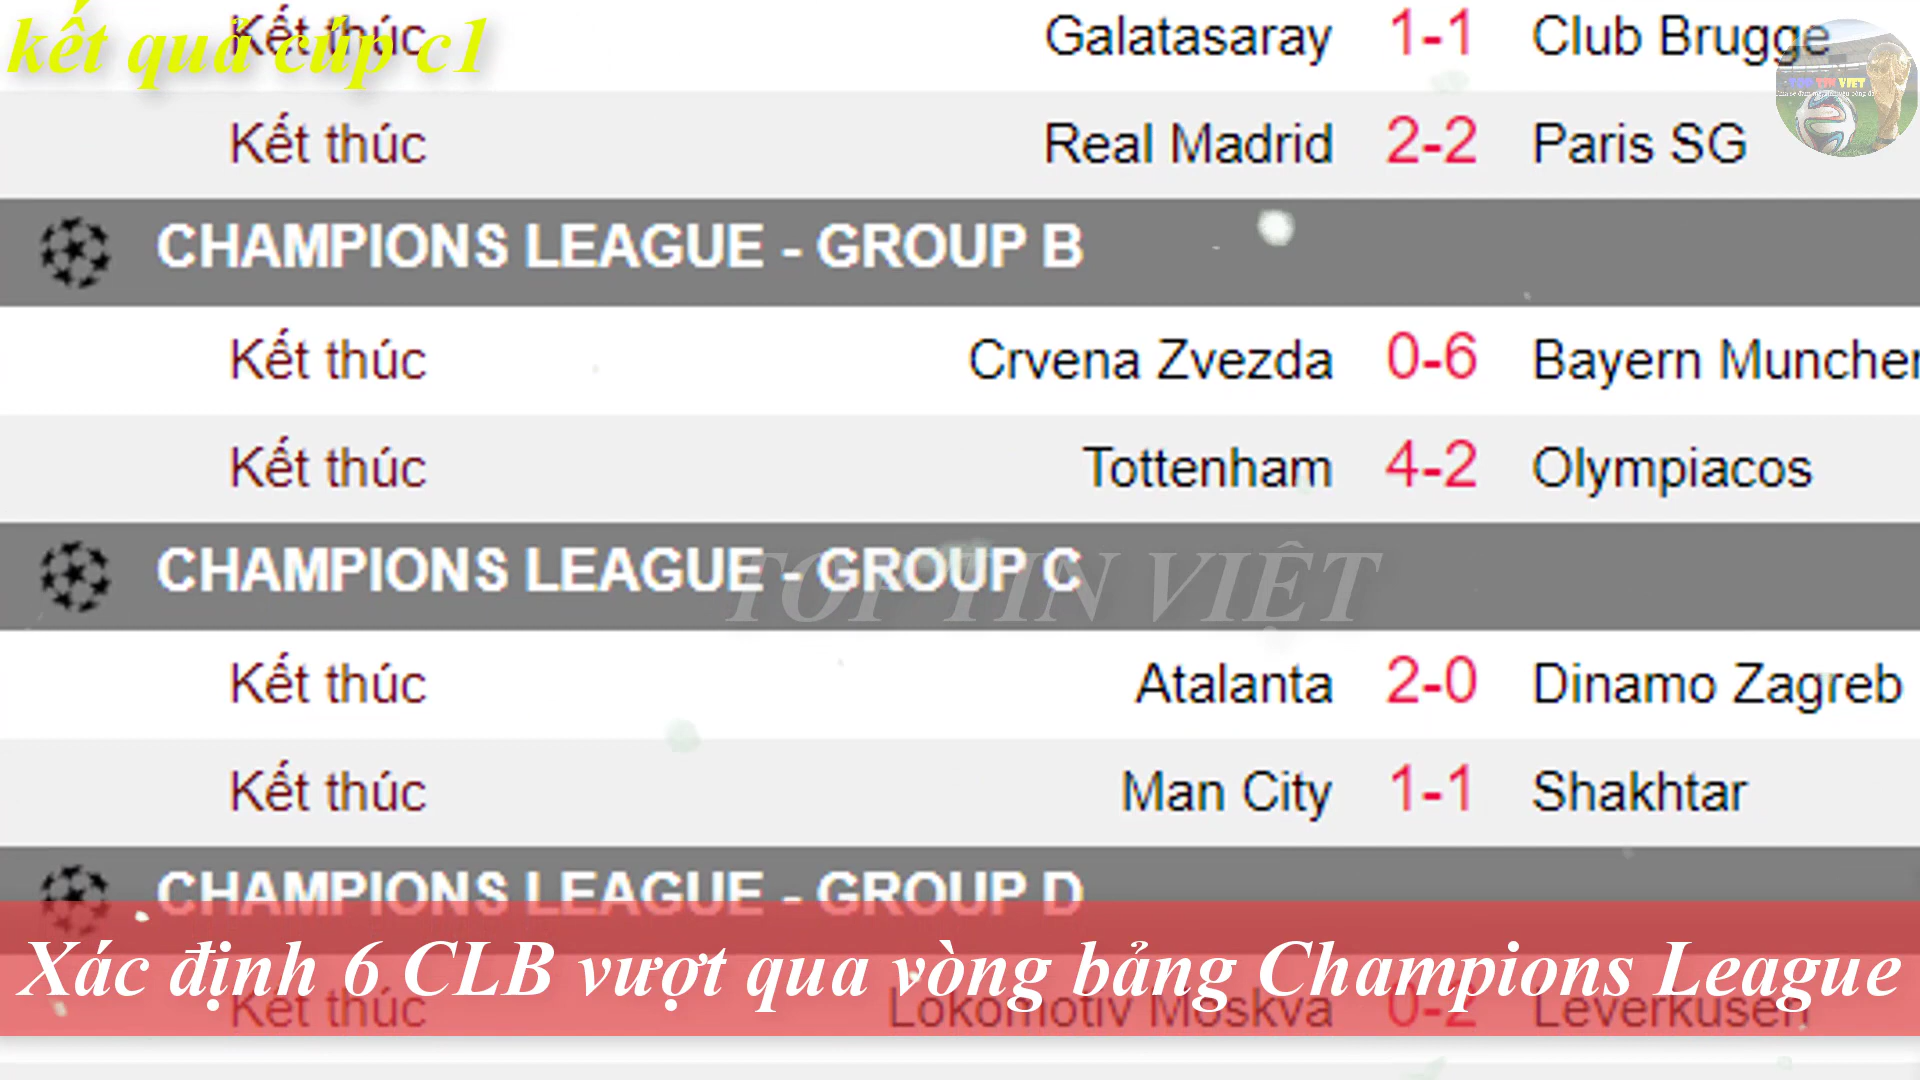 kết quả cúp c1
Kết thúc Galatasaray 1-1 Club Brugge
TOP TIN VIỆT
Kết thúc Real Madrid 2-2 Paris SG
CHAMPIONS LEAGUE - GROUP B
Kết thúc Crvena Zvezda 0-6 Bayern Munchen
Kết thúc Tottenham 4-2 Olympiacos
CHAMPIONS LEAGUE - GROUP C
TOP TIN VIỆT
Kết thúc Atalanta 2-0 Dinamo Zagreb
Kết thúc Man City 1-1 Shakhtar
CHAMPIONS LEAGUE - GROUP D
Xác định 6 CLB vượt qua vòng bảng Champions League
Kết thúc Lokomotiv Moskva 0-2 Leverkusen